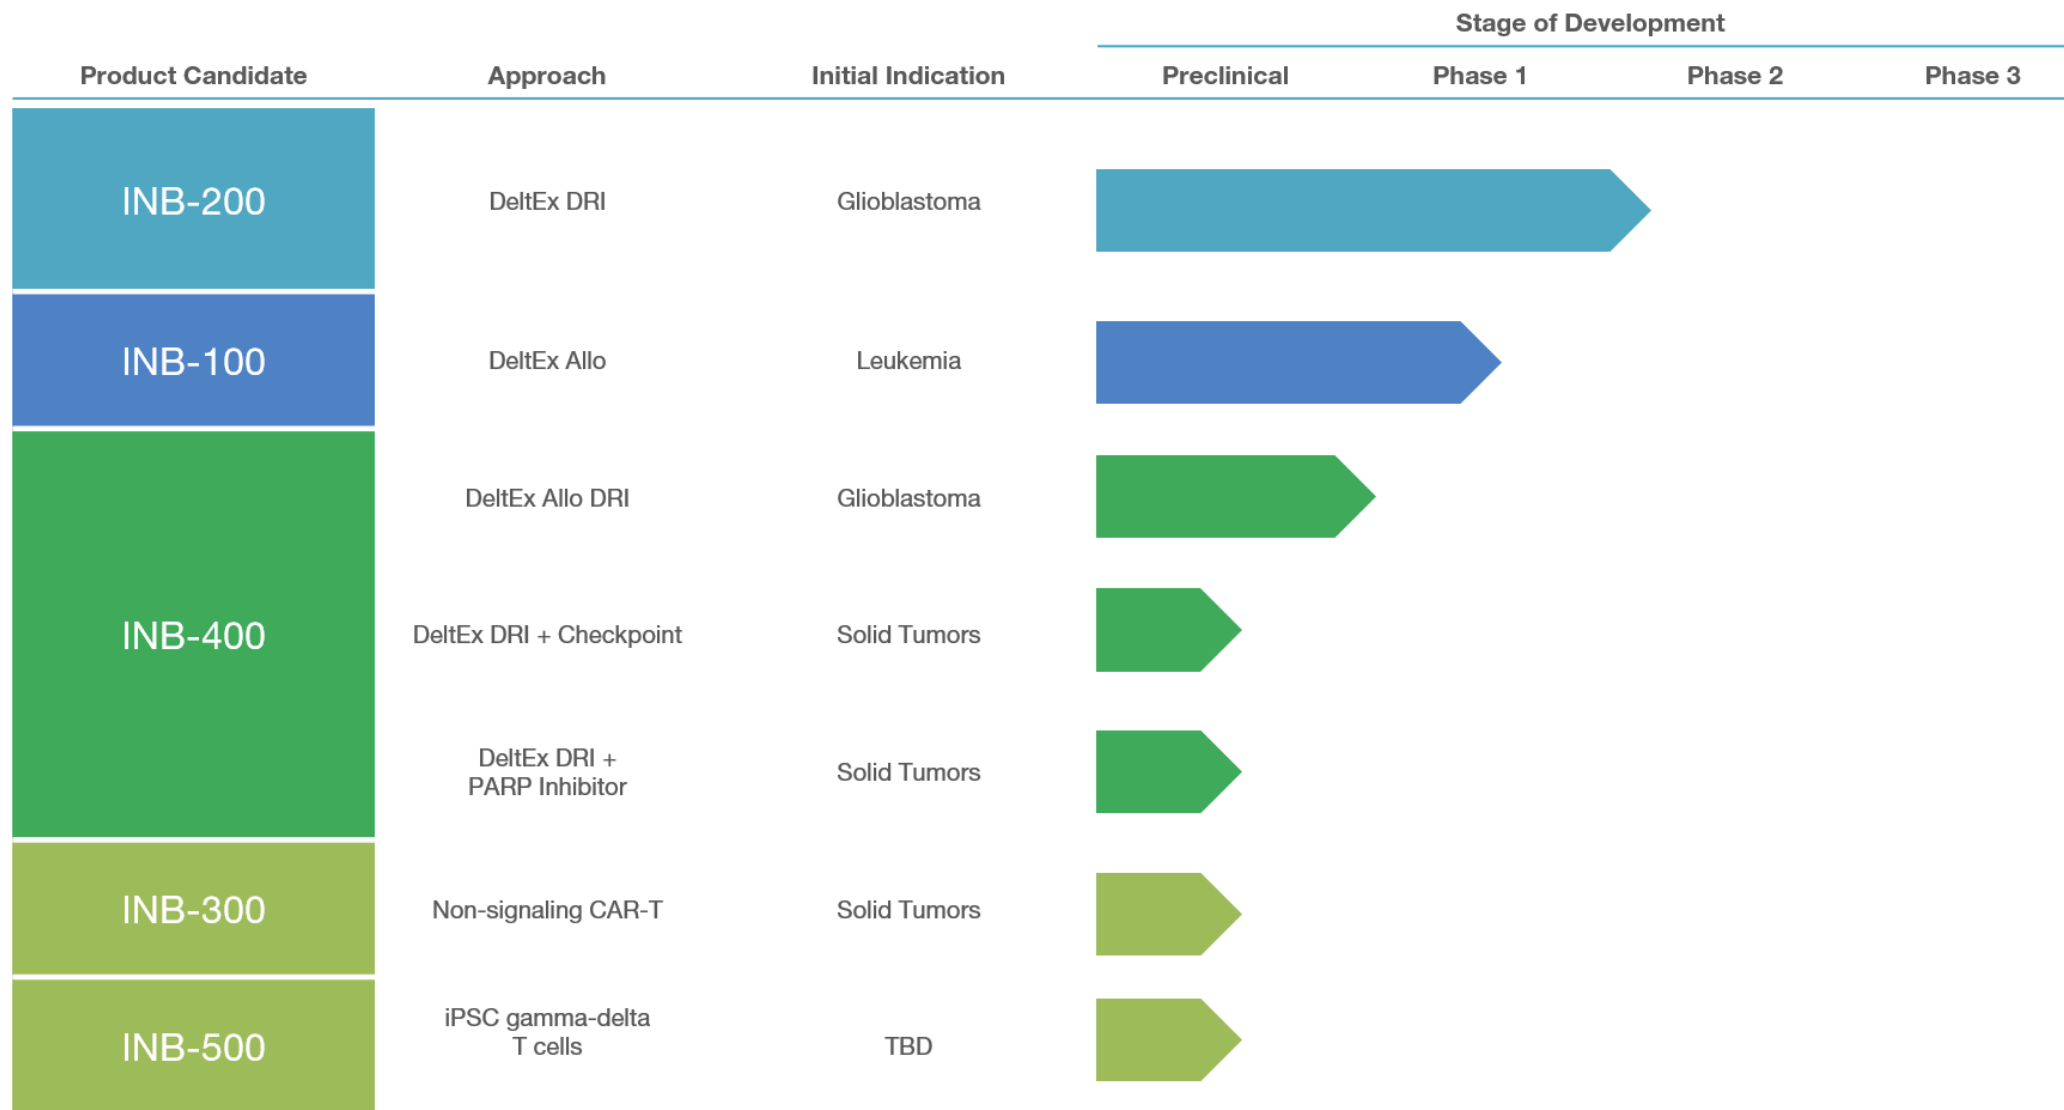 Stage of Development
Product Candidate Approach Initial Indication Preclinical Phase 1 Phase 2 Phase 3
INB-200 DeltEx DRI Glioblastoma
INB-100 DeltEx Allo Leukemia
DeltEx Allo DRI Glioblastoma
INB-400 DeltEx DRI + Checkpoint Solid Tumors
DeltEx DRI +
PARP Inhibitor
Solid Tumors
INB-300 Non-signaling CAR-T Solid Tumors
INB-500
iPSC gamma-delta
T cells
TBD